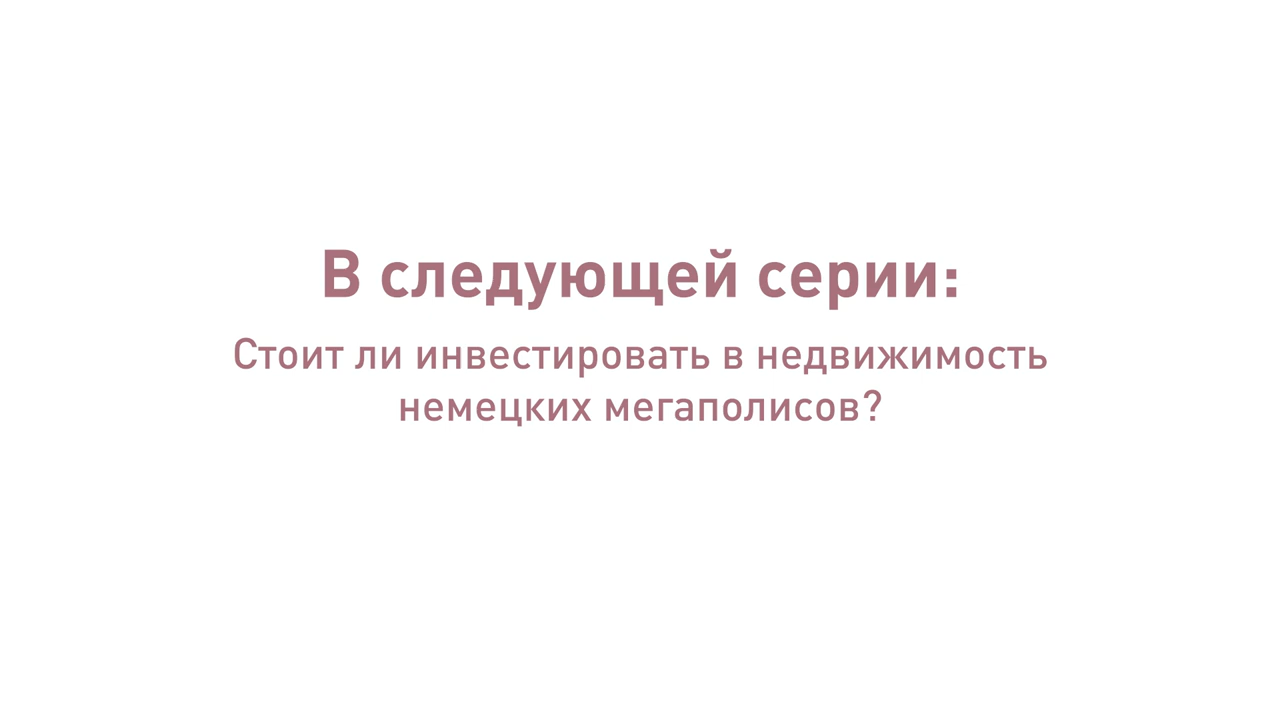 В следующей серии:
Стоит ли инвестировать в недвижимость
немецких мегаполисов?